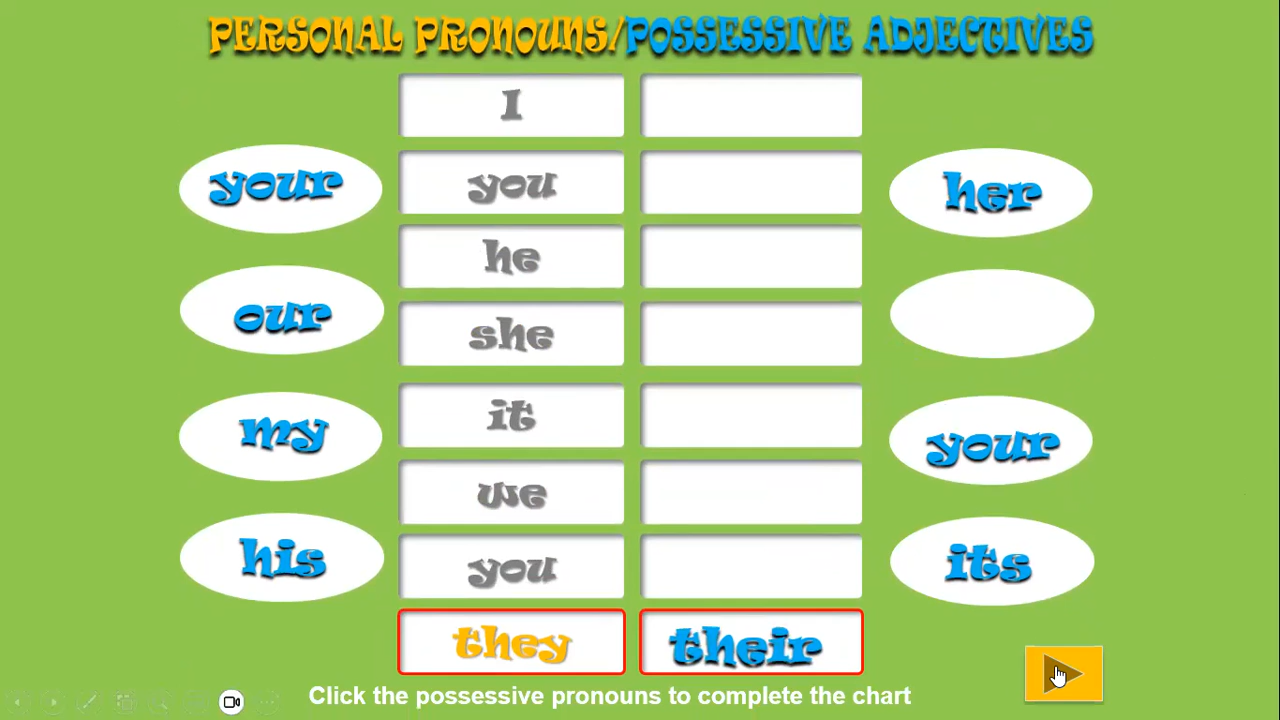 PERSONAL PRONOUNS/POSSESSIVE ADJECTIVES
I
your
you
her
he
our
she
my
it
your
we
his
you
its
they
their
Click the possessive pronouns to complete the chart